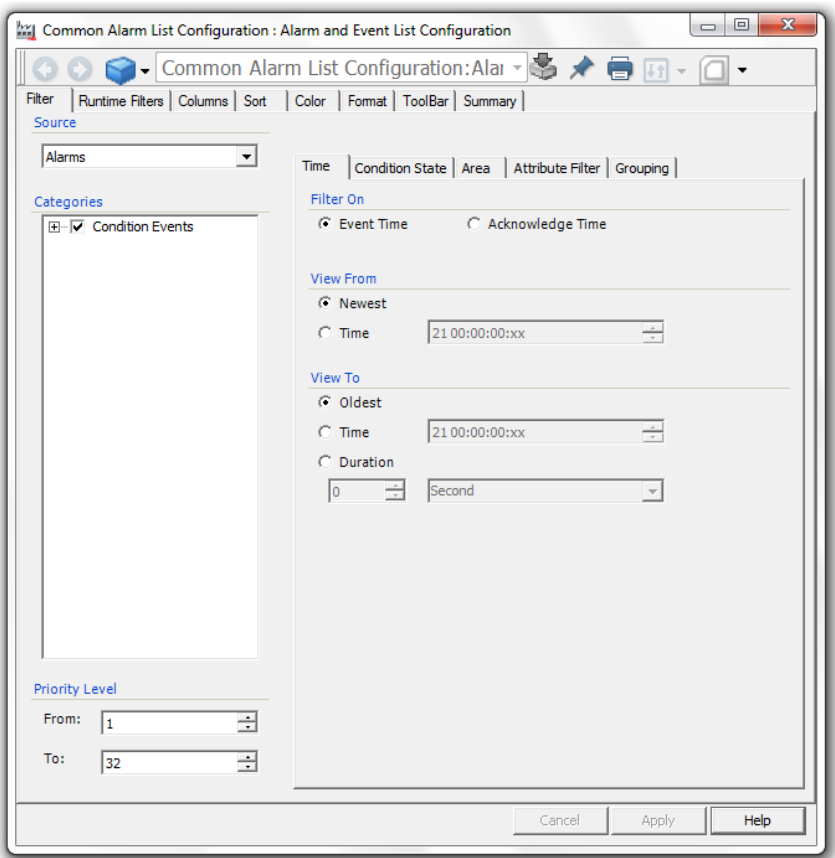 Common Alarm List Configuration : Alarm and Event List Configuration
Common Alarm List Configuration:Alar
Filter Runtime Filters Columns Sort Color Format ToolBar Summary
Source
Alarms
Time Condition State Area Attribute Filter Grouping
Categories
Condition Events
Filter On
Event Time Acknowledge Time
View From
Newest
Time 21 00:00:00:xx
View To
Oldest
Time 21 00:00:00:xx
Duration
0 Second
Priority Level
From: 1
To: 32
Cancel Apply Help